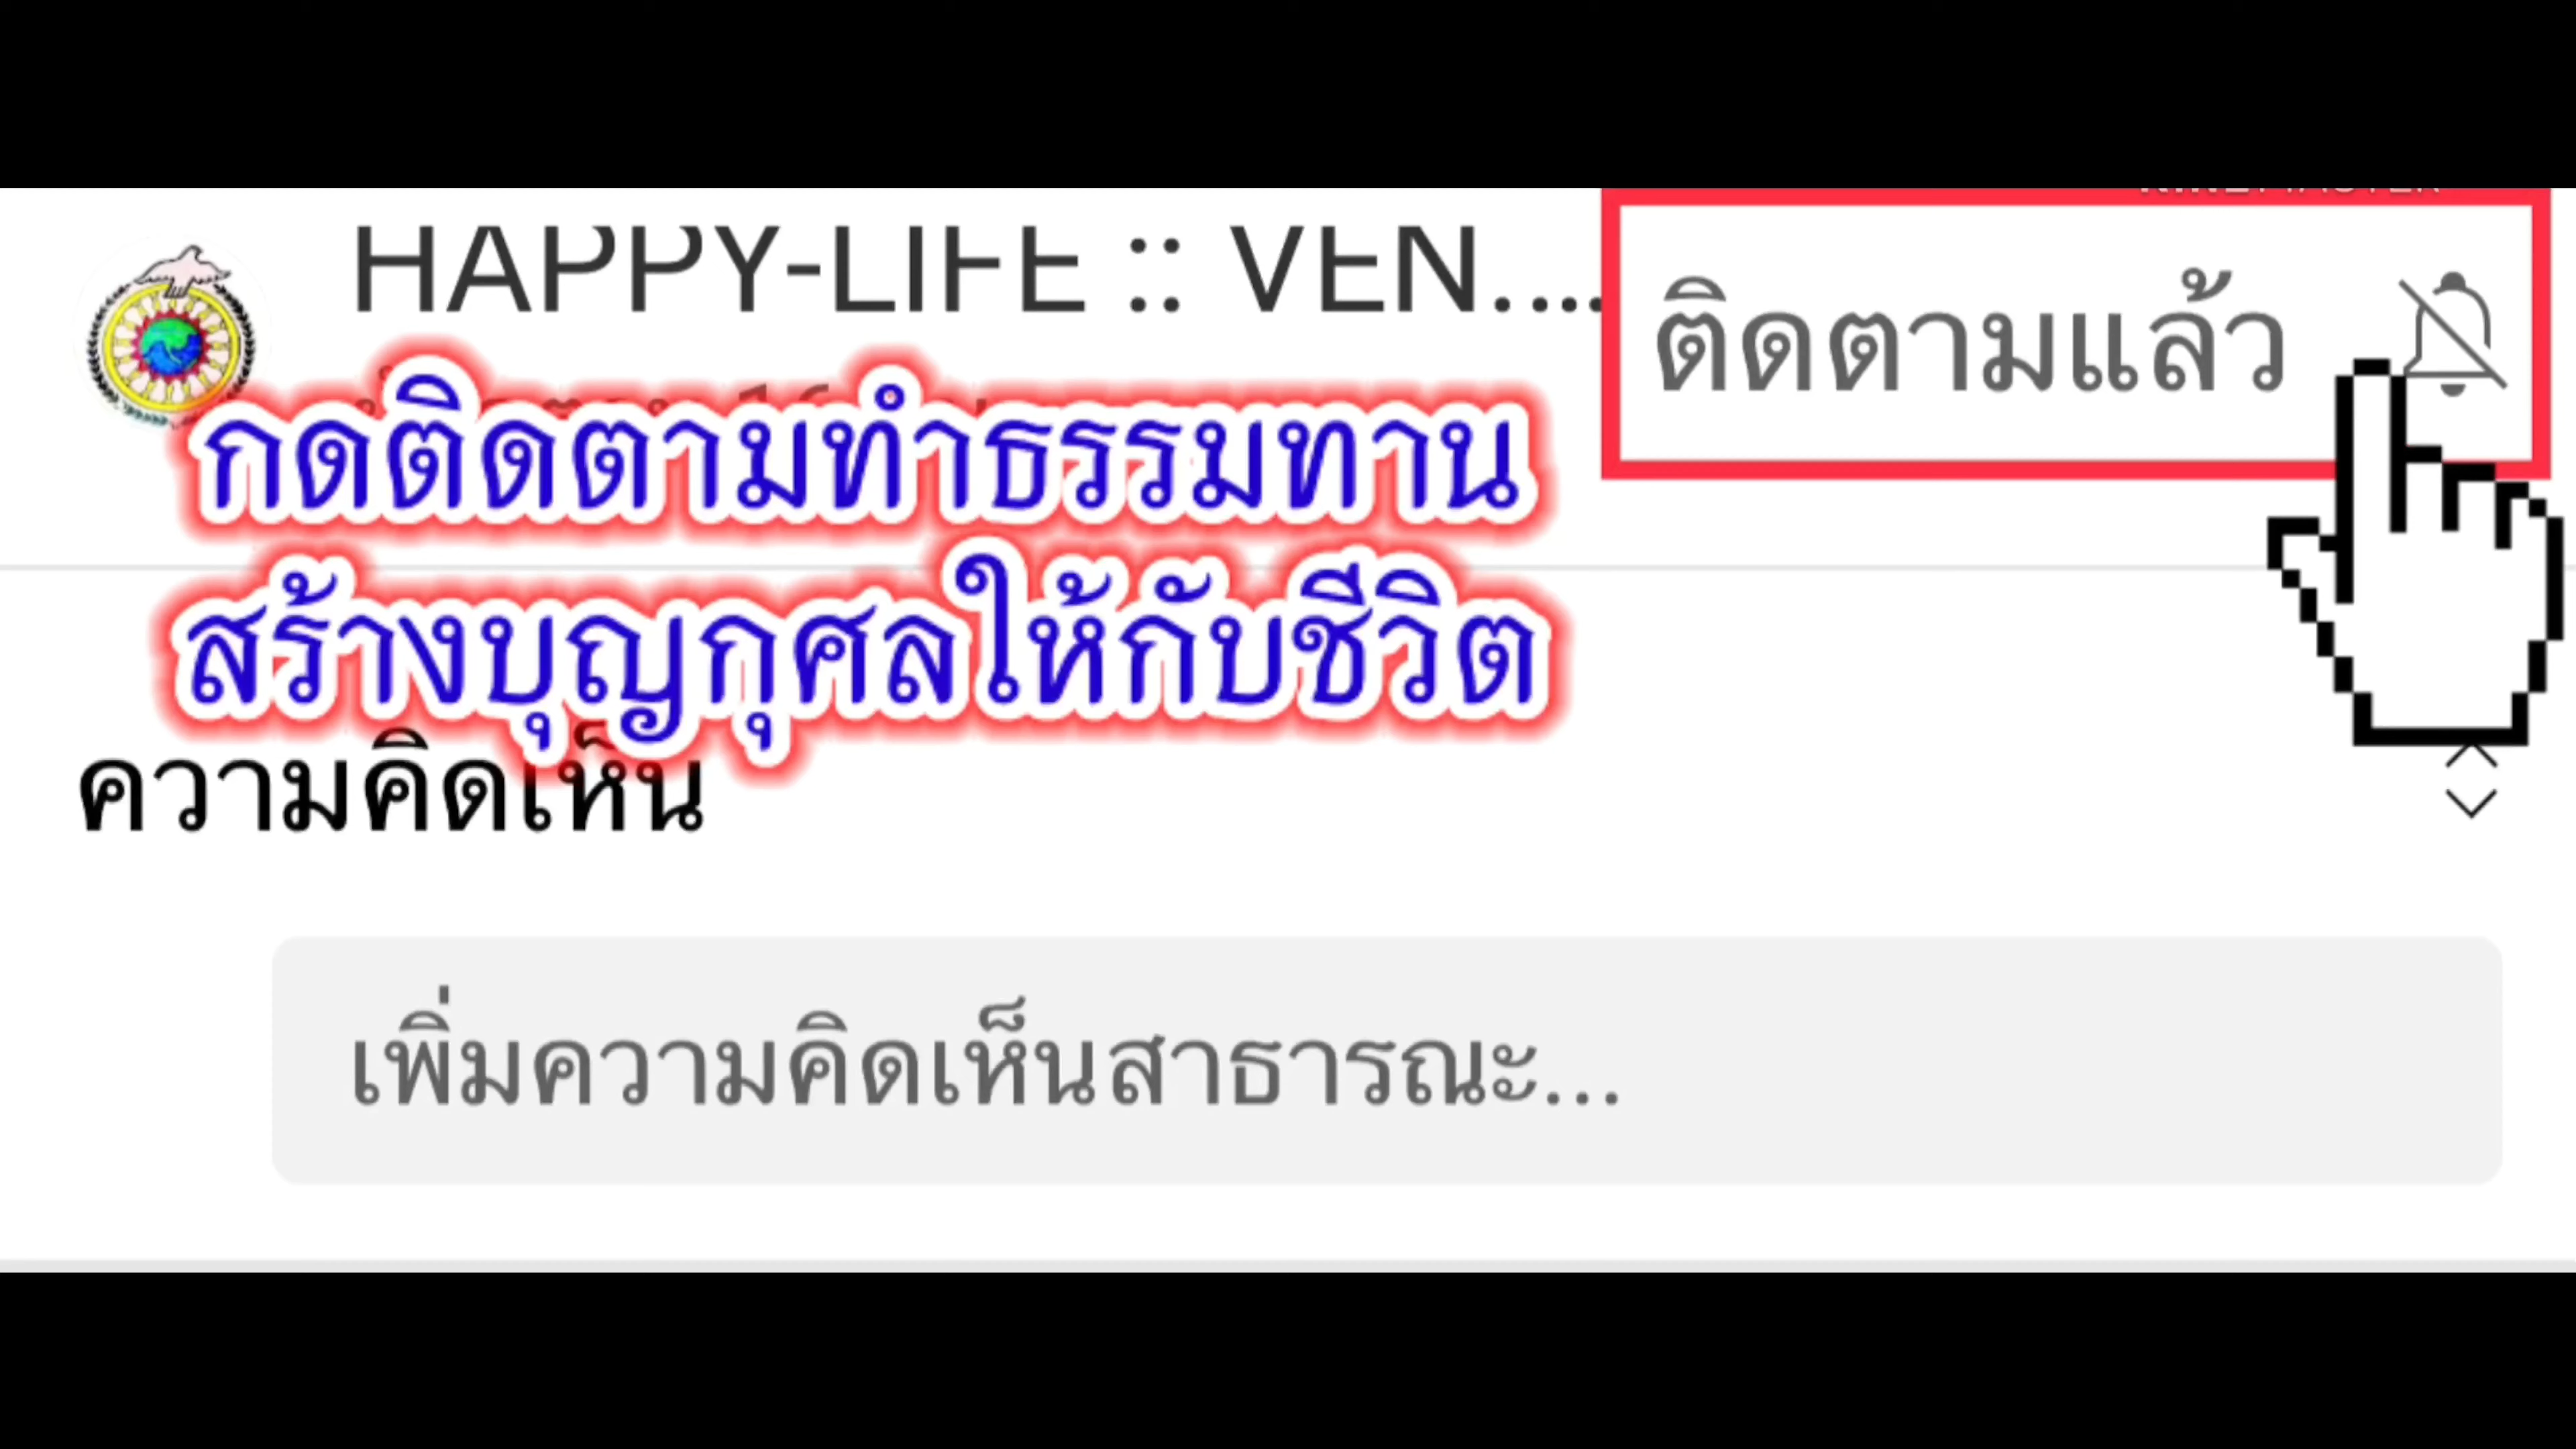 HAPPY-LIFE :: VEN....
ติดตามแล้ว
กดติดตามทำธรรมทาน
สร้างบุญกุศลให้กับชีวิต
ความคิดเห็น
เพิ่มความคิดเห็นสาธารณะ...